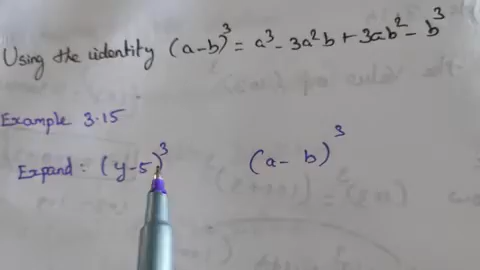 Using the identity (a-b)³ = a³ - 3a²b + 3ab² - b³
Example 3.15
Expand : (y-5)³ (a- b)³